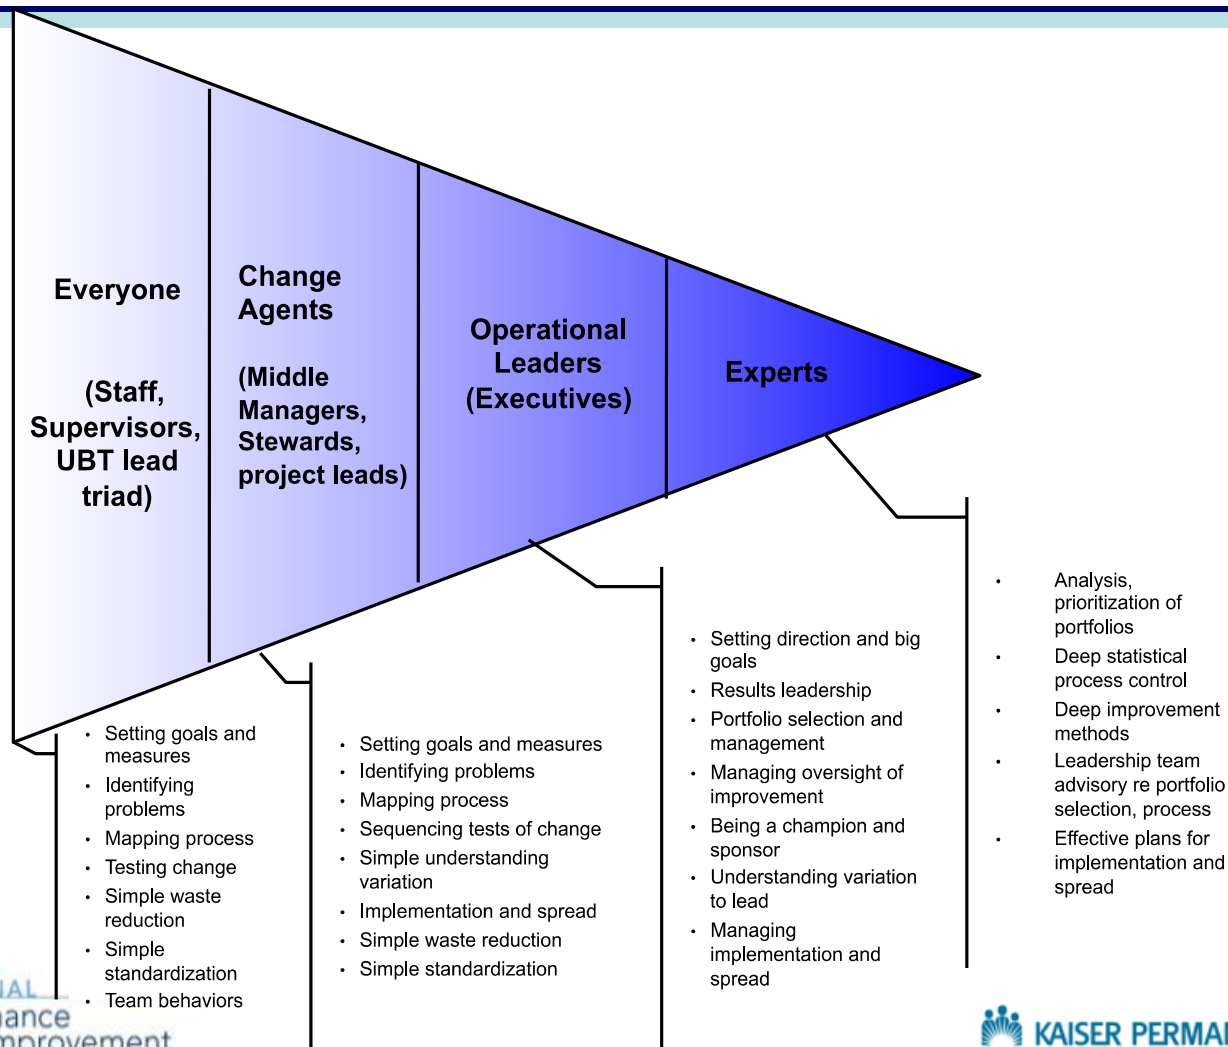 Everyone
(Staff,
Supervisors,
UBT lead
triad)
Change
Agents
(Middle
Managers,
Stewards,
project leads)
Operational
Leaders
(Executives)
Experts
• Setting goals and
measures
• Identifying
problems
• Mapping process
• Testing change
• Simple waste
reduction
• Simple
standardization
• Team behaviors
• Setting goals and measures
• Identifying problems
• Mapping process
• Sequencing tests of change
• Simple understanding
variation
• Implementation and spread
• Simple waste reduction
• Simple standardization
• Setting direction and big
goals
• Results leadership
• Portfolio selection and
management
• Managing oversight of
improvement
• Being a champion and
sponsor
• Understanding variation
to lead
• Managing
implementation and
spread
• Analysis,
prioritization of
portfolios
• Deep statistical
process control
• Deep improvement
methods
• Leadership team
advisory re portfolio
selection, process
• Effective plans for
implementation and
spread
KAISER